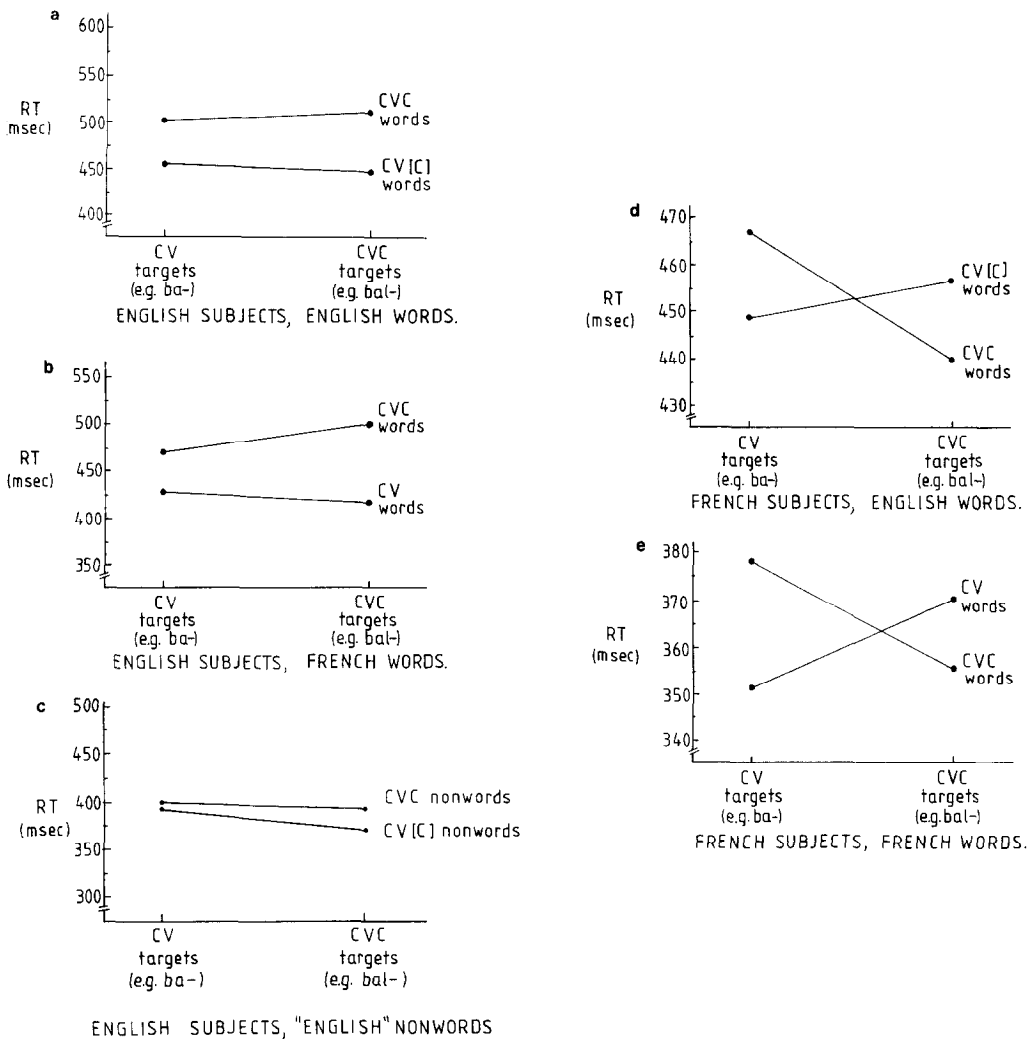 a
600
550
RT
(msec)
500
450
400
CVC
words
CV[C]
words
CV
targets
(e.g. ba-)
CVC
targets
(e.g. bal-)
ENGLISH SUBJECTS, ENGLISH WORDS.
b
550
500
RT
(msec)
450
400
350
CVC
words
CV
words
CV
targets
(e.g. ba-)
CVC
targets
(e.g. bal-)
ENGLISH SUBJECTS, FRENCH WORDS.
c
500
450
RT
(msec)
400
350
300
CVC nonwords
CV[C] nonwords
CV
targets
(e.g. ba-)
CVC
targets
(e.g. bal-)
ENGLISH SUBJECTS, "ENGLISH" NONWORDS
d
470
460
RT
(msec)
450
440
430
CV[C]
words
CVC
words
CV
targets
(e.g. ba-)
CVC
targets
(e.g. bal-)
FRENCH SUBJECTS, ENGLISH WORDS.
e
380
370
RT
(msec)
360
350
340
CV
words
CVC
words
CV
targets
(e.g. ba-)
CVC
targets
(e.g. bal-)
FRENCH SUBJECTS, FRENCH WORDS.